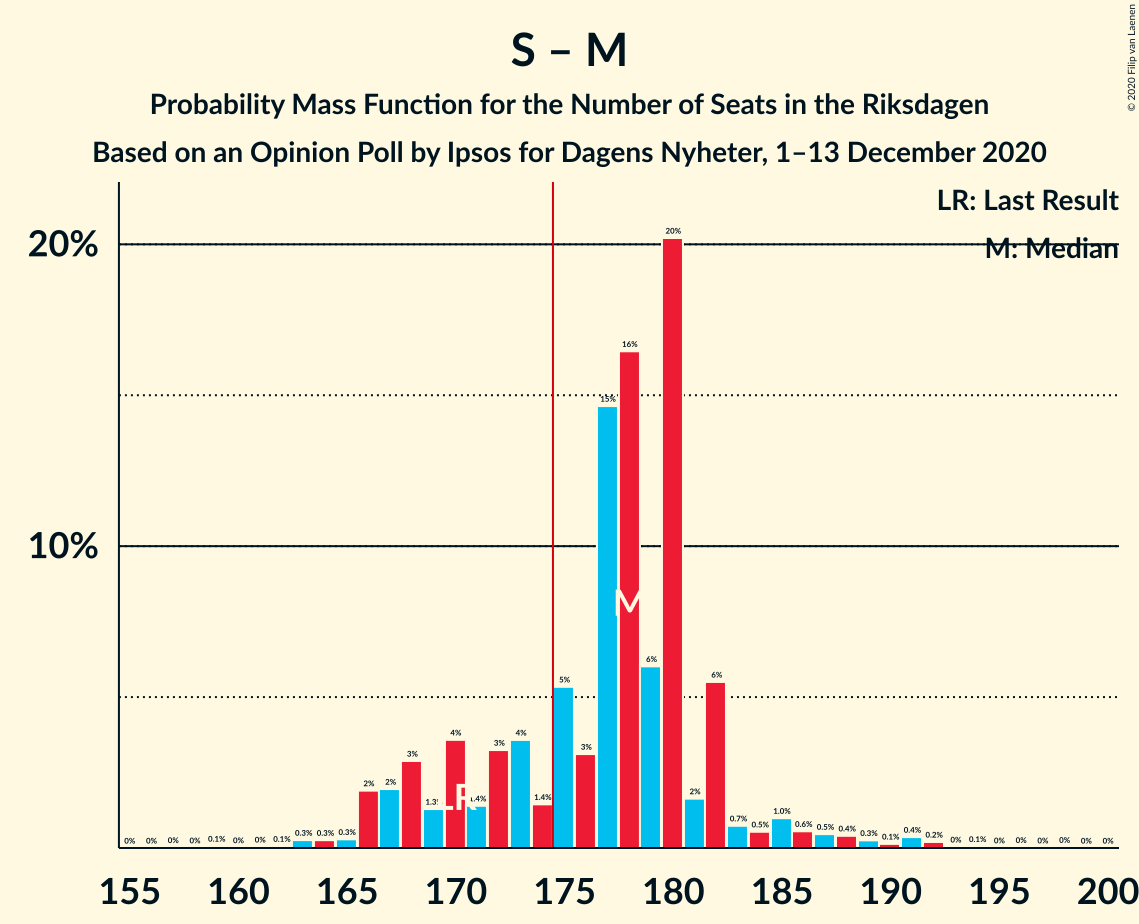 S – M
© 2020 Filip van Laenen
Probability Mass Function for the Number of Seats in the Riksdagen
Based on an Opinion Poll by Ipsos for Dagens Nyheter, 1–13 December 2020
LR: Last Result
M: Median
20%
10%
0% 0% 0% 0% 0.1% 0% 0% 0.1% 0.3% 0.3% 0.3% 2% 2% 3% 4% 3% 4% 1.4% 5% 3% 15% 16% 6% 20% 2% 6% 0.7% 0.5% 1.0% 0.6% 0.5% 0.4% 0.3% 0.1% 0.4% 0.2% 0% 0.1% 0% 0% 0% 0% 0% 0%
LR
M
155 160 165 170 175 180 185 190 195 200